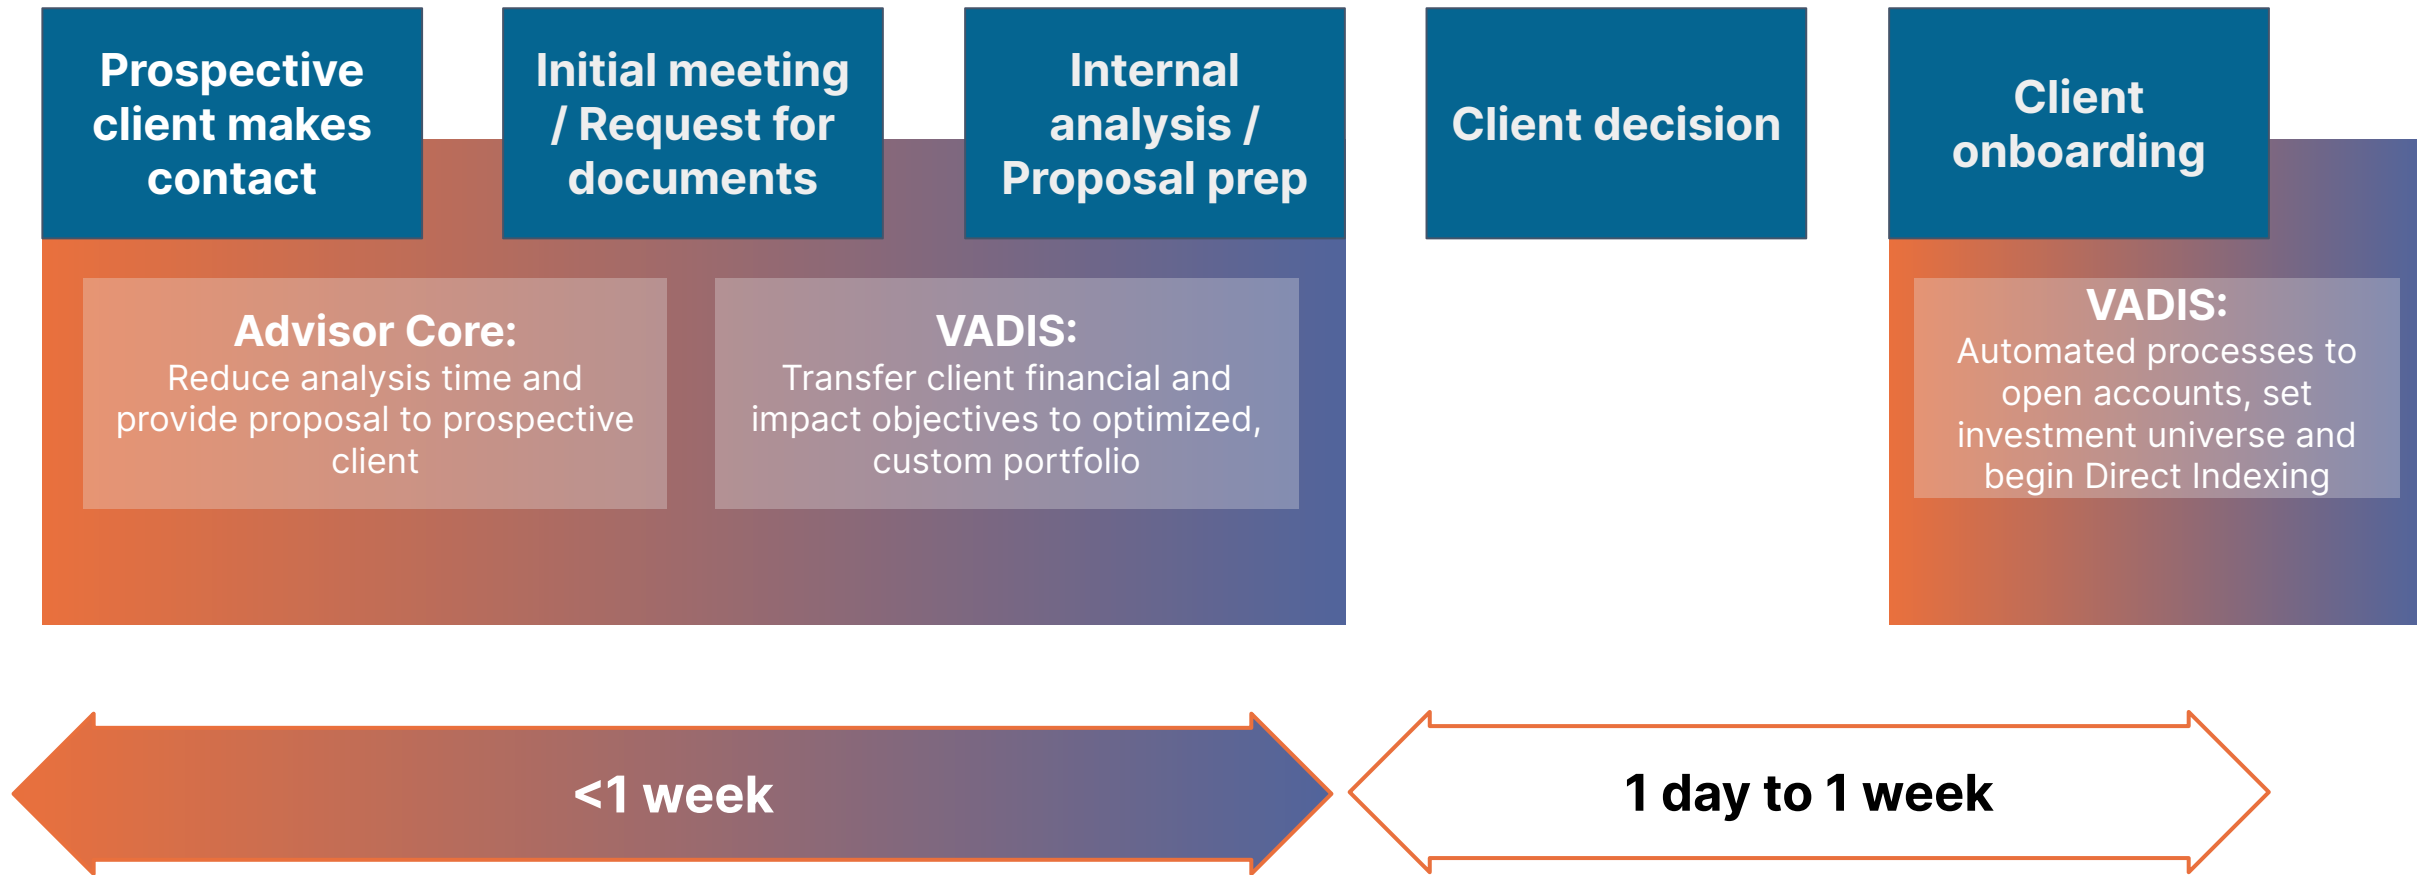 Prospective
client makes
contact
Initial meeting
/ Request for
documents
Internal
analysis /
Proposal prep
Client decision
Client
onboarding
Advisor Core:
Reduce analysis time and
provide proposal to prospective
client
VADIS:
Transfer client financial and
impact objectives to optimized,
custom portfolio
VADIS:
Automated processes to
open accounts, set
investment universe and
begin Direct Indexing
<1 week
1 day to 1 week